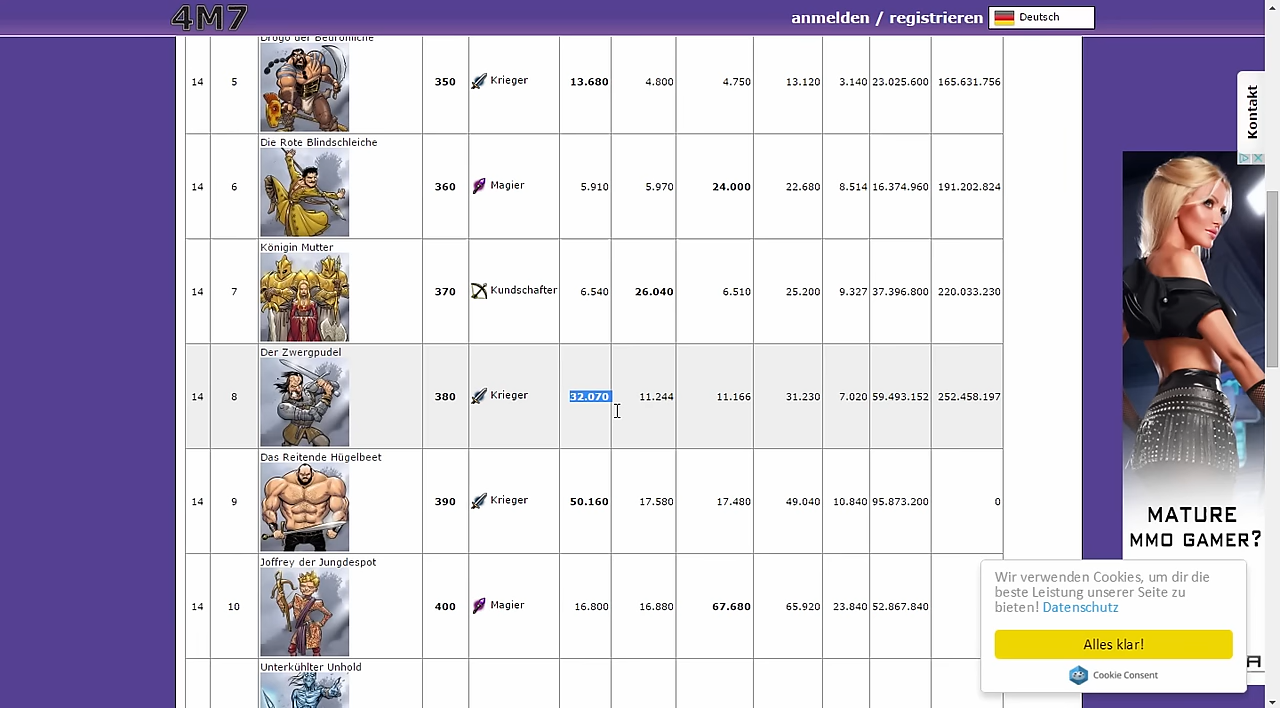 4M7
anmelden / registrieren
Deutsch
Kontakt
Drogo der Bedrohliche
14 5 350 Krieger 13.680 4.800 4.750 13.120 3.140 23.025.600 165.631.756
Die Rote Blindschleiche
14 6 360 Magier 5.910 5.970 24.000 22.680 8.514 16.374.960 191.202.824
Königin Mutter
14 7 370 Kundschafter 6.540 26.040 6.510 25.200 9.327 37.396.800 220.033.230
Der Zwergpudel
14 8 380 Krieger 32.070 11.244 11.166 31.230 7.020 59.493.152 252.458.197
Das Reitende Hügelbeet
14 9 390 Krieger 50.160 17.580 17.480 49.040 10.840 95.873.200 0
Joffrey der Jungdespot
14 10 400 Magier 16.800 16.880 67.680 65.920 23.840 52.867.840
Unterkühlter Unhold
MATURE
MMO GAMER?
Wir verwenden Cookies, um dir die
beste Leistung unserer Seite zu
bieten! Datenschutz
Alles klar!
Cookie Consent